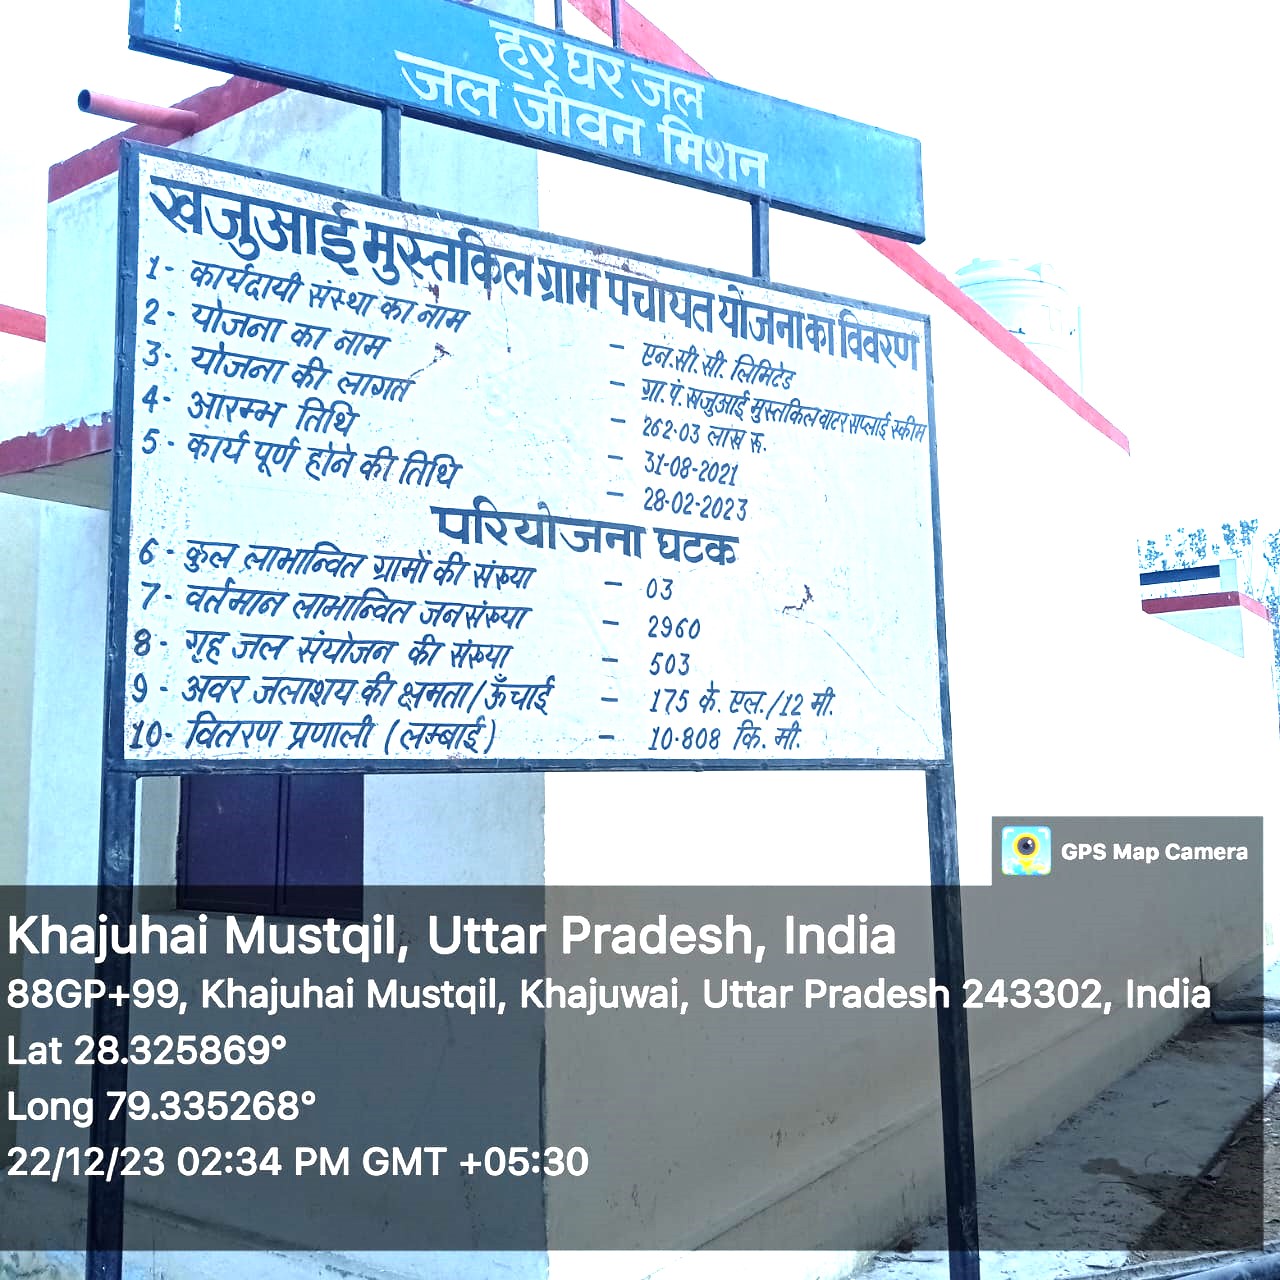 हर घर जल
जल जीवन मिशन
खजुआई मुस्तकिल ग्राम पंचायत योजना का विवरण
1- कार्यदायी संस्था का नाम - एन.सी.सी. लिमिटेड
2- योजना का नाम - ग्रा.पं. खजुआई मुस्तकिल वाटर सप्लाई स्कीम
3- योजना की लागत - 262.03 लाख रू.
4- आरम्भ तिथि - 31-08-2021
5- कार्य पूर्ण होने की तिथि - 28-02-2023
परियोजना घटक
6- कुल लाभान्वित ग्रामों की संख्या - 03
7- वर्तमान लाभान्वित जनसंख्या - 2960
8- गृह जल संयोजन की संख्या - 503
9- अवर जलाशय की क्षमता/ऊँचाई - 175 के. एल./12 मी.
10- वितरण प्रणाली (लम्बाई) - 10.808 कि. मी.
GPS Map Camera
Khajuhai Mustqil, Uttar Pradesh, India
88GP+99, Khajuhai Mustqil, Khajuwai, Uttar Pradesh 243302, India
Lat 28.325869°
Long 79.335268°
22/12/23 02:34 PM GMT +05:30